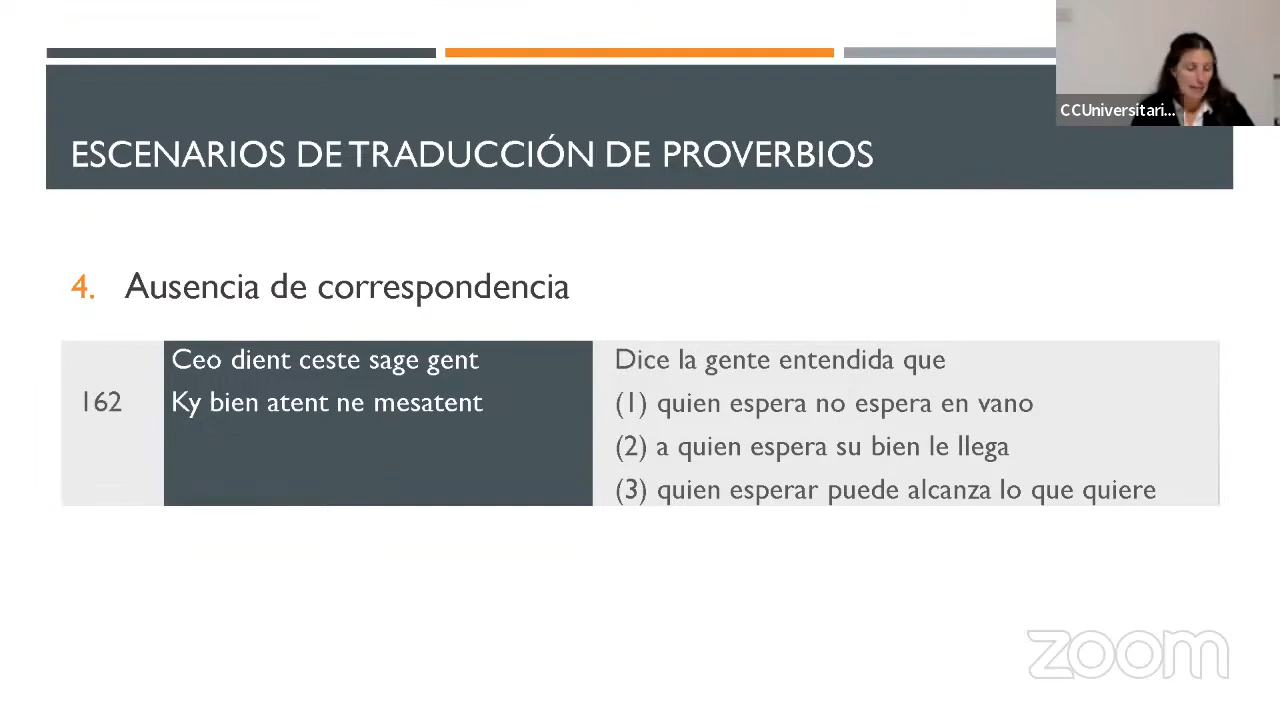 CCUniversitari...
ESCENARIOS DE TRADUCCIÓN DE PROVERBIOS
4. Ausencia de correspondencia
162
Ceo dient ceste sage gent
Ky bien atent ne mesatent
Dice la gente entendida que
(1) quien espera no espera en vano
(2) a quien espera su bien le llega
(3) quien esperar puede alcanza lo que quiere
zoom